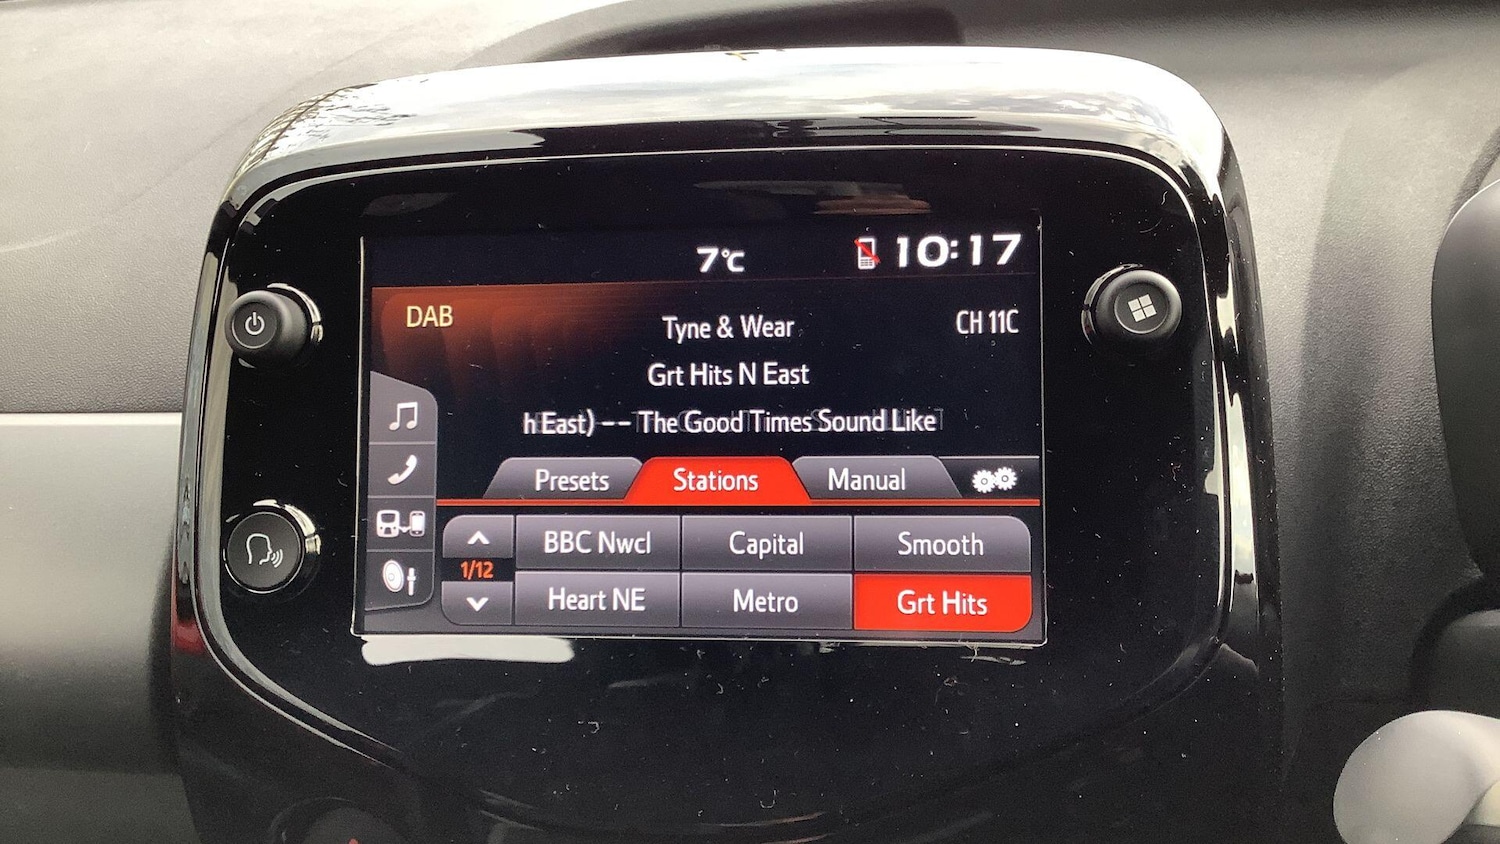 7°C 10:17
DAB Tyne & Wear CH 11C
Grt Hits N East
h East) -- The Good Times Sound Like
Presets Stations Manual
BBC Nwcl Capital Smooth
1/12
Heart NE Metro Grt Hits